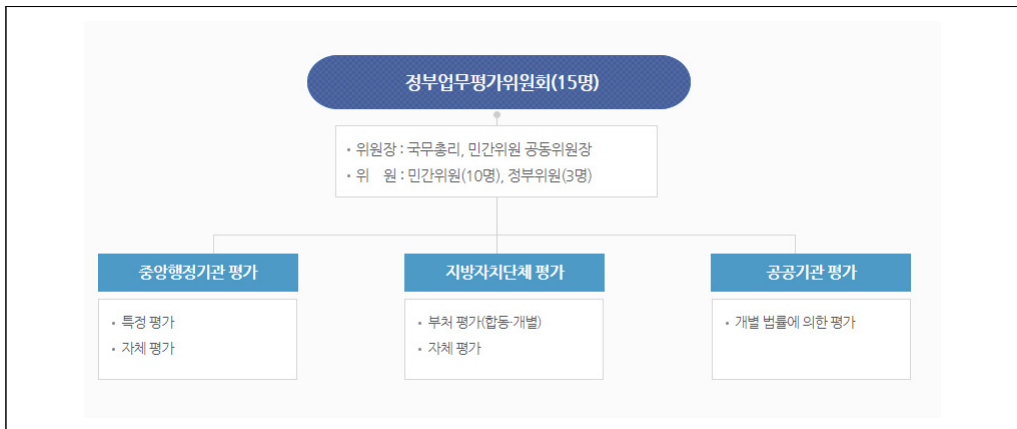 정부업무평가위원회(15명)
• 위원장 : 국무총리, 민간위원 공동위원장
• 위 원 : 민간위원(10명), 정부위원(3명)
중앙행정기관 평가
• 특정 평가
• 자체 평가
지방자치단체 평가
• 부처 평가(합동·개별)
• 자체 평가
공공기관 평가
• 개별 법률에 의한 평가